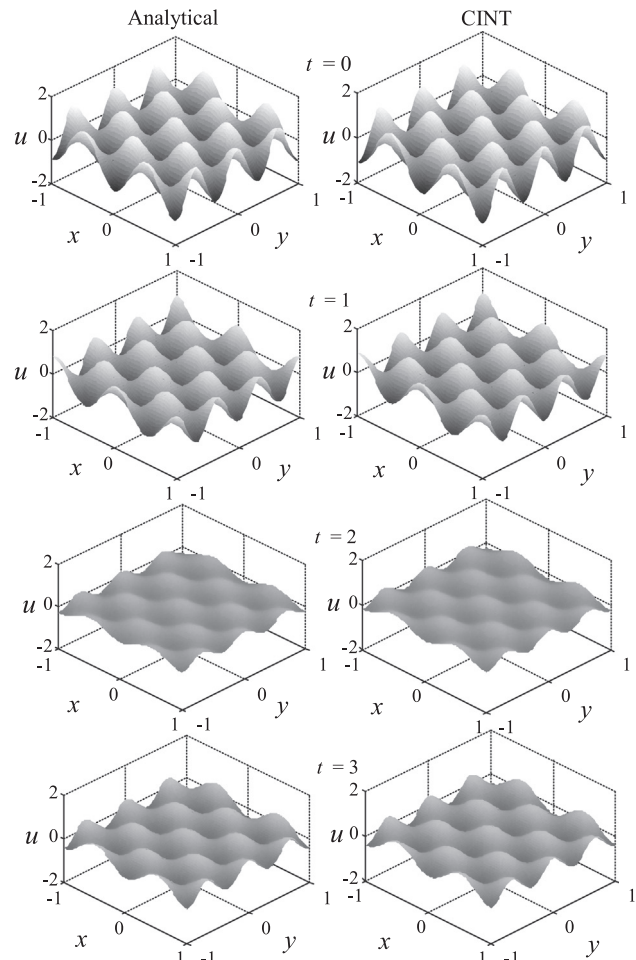 Analytical CINT
t = 0
2 2
u 0 u 0
-2 -2
-1 1 -1 1
x 0 0 y x 0 0 y
1 -1 1 -1
t = 1
2 2
u 0 u 0
-2 -2
-1 1 -1 1
x 0 0 y x 0 0 y
1 -1 1 -1
t = 2
2 2
u 0 u 0
-2 -2
-1 1 -1 1
x 0 0 y x 0 0 y
1 -1 1 -1
t = 3
2 2
u 0 u 0
-2 -2
-1 1 -1 1
x 0 0 y x 0 0 y
1 -1 1 -1